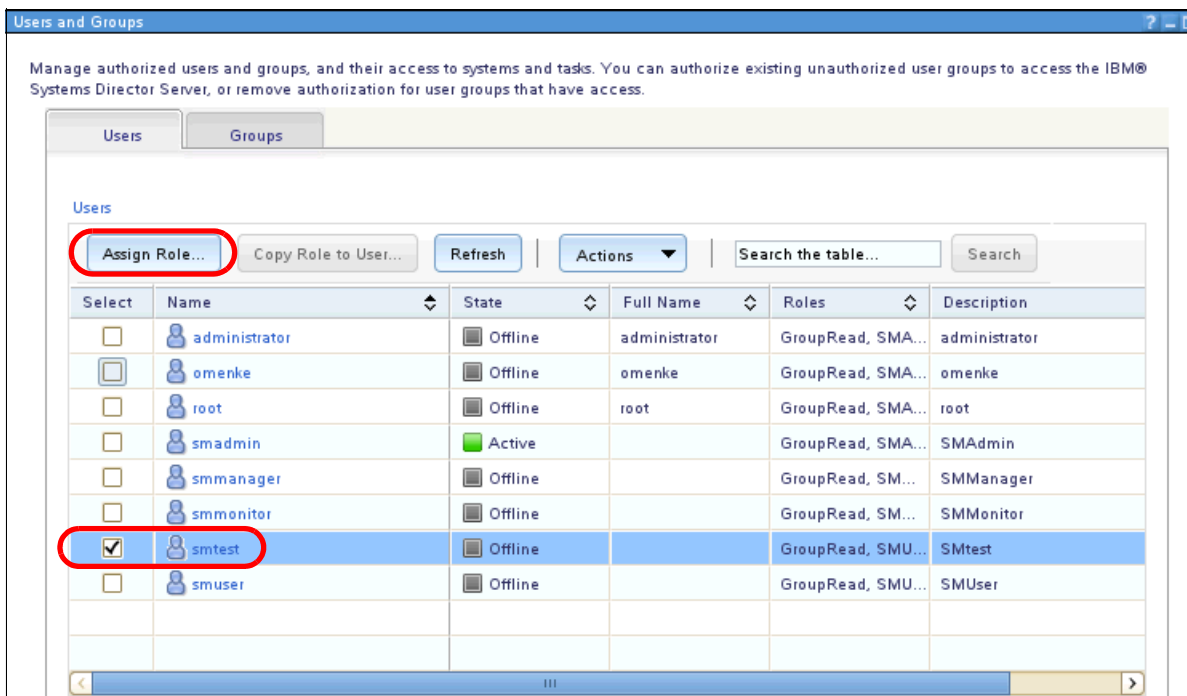 Users and Groups ? _
Manage authorized users and groups, and their access to systems and tasks. You can authorize existing unauthorized user groups to access the IBM®
Systems Director Server, or remove authorization for user groups that have access.
Users Groups
Users
Assign Role... Copy Role to User... Refresh | Actions | Search the table... Search
Select Name State Full Name Roles Description
administrator Offline administrator GroupRead, SMA... administrator
omenke Offline omenke GroupRead, SMA... omenke
root Offline root GroupRead, SMA... root
smadmin Active GroupRead, SMA... SMAdmin
smmanager Offline GroupRead, SM... SMManager
smmonitor Offline GroupRead, SM... SMMonitor
smtest Offline GroupRead, SMU... SMtest
smuser Offline GroupRead, SMU... SMUser